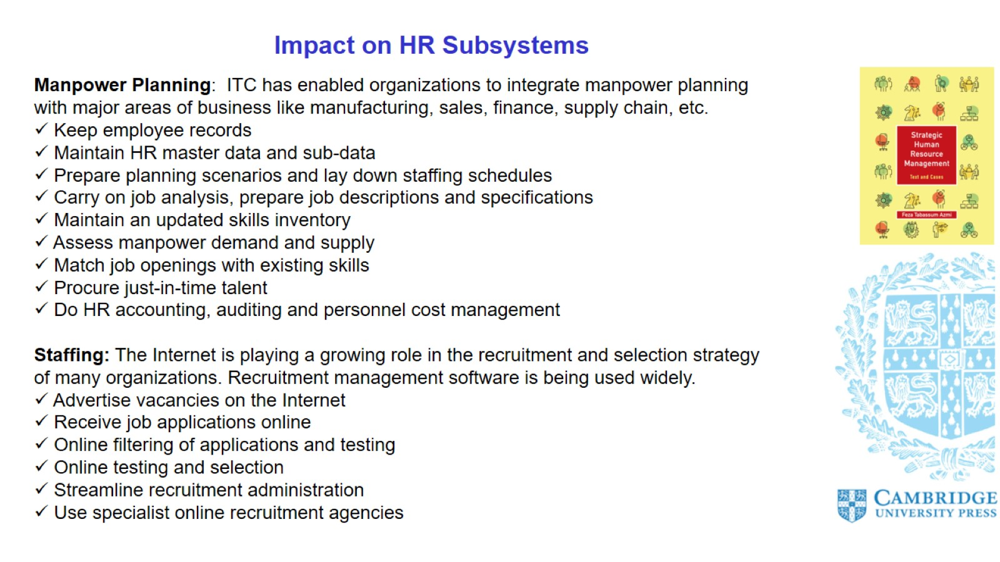 Impact on HR Subsystems
Manpower Planning:  ITC has enabled organizations to integrate manpower planning
with major areas of business like manufacturing, sales, finance, supply chain, etc.
✓ Keep employee records
✓ Maintain HR master data and sub-data
✓ Prepare planning scenarios and lay down staffing schedules
✓ Carry on job analysis, prepare job descriptions and specifications
✓ Maintain an updated skills inventory
✓ Assess manpower demand and supply
✓ Match job openings with existing skills
✓ Procure just-in-time talent
✓ Do HR accounting, auditing and personnel cost management
Staffing: The Internet is playing a growing role in the recruitment and selection strategy
of many organizations. Recruitment management software is being used widely.
✓ Advertise vacancies on the Internet
✓ Receive job applications online
✓ Online filtering of applications and testing
✓ Online testing and selection
✓ Streamline recruitment administration
✓ Use specialist online recruitment agencies
Strategic
Human
Resource
Management
Text and Cases
Feza Tabassum Azmi
CAMBRIDGE
UNIVERSITY PRESS